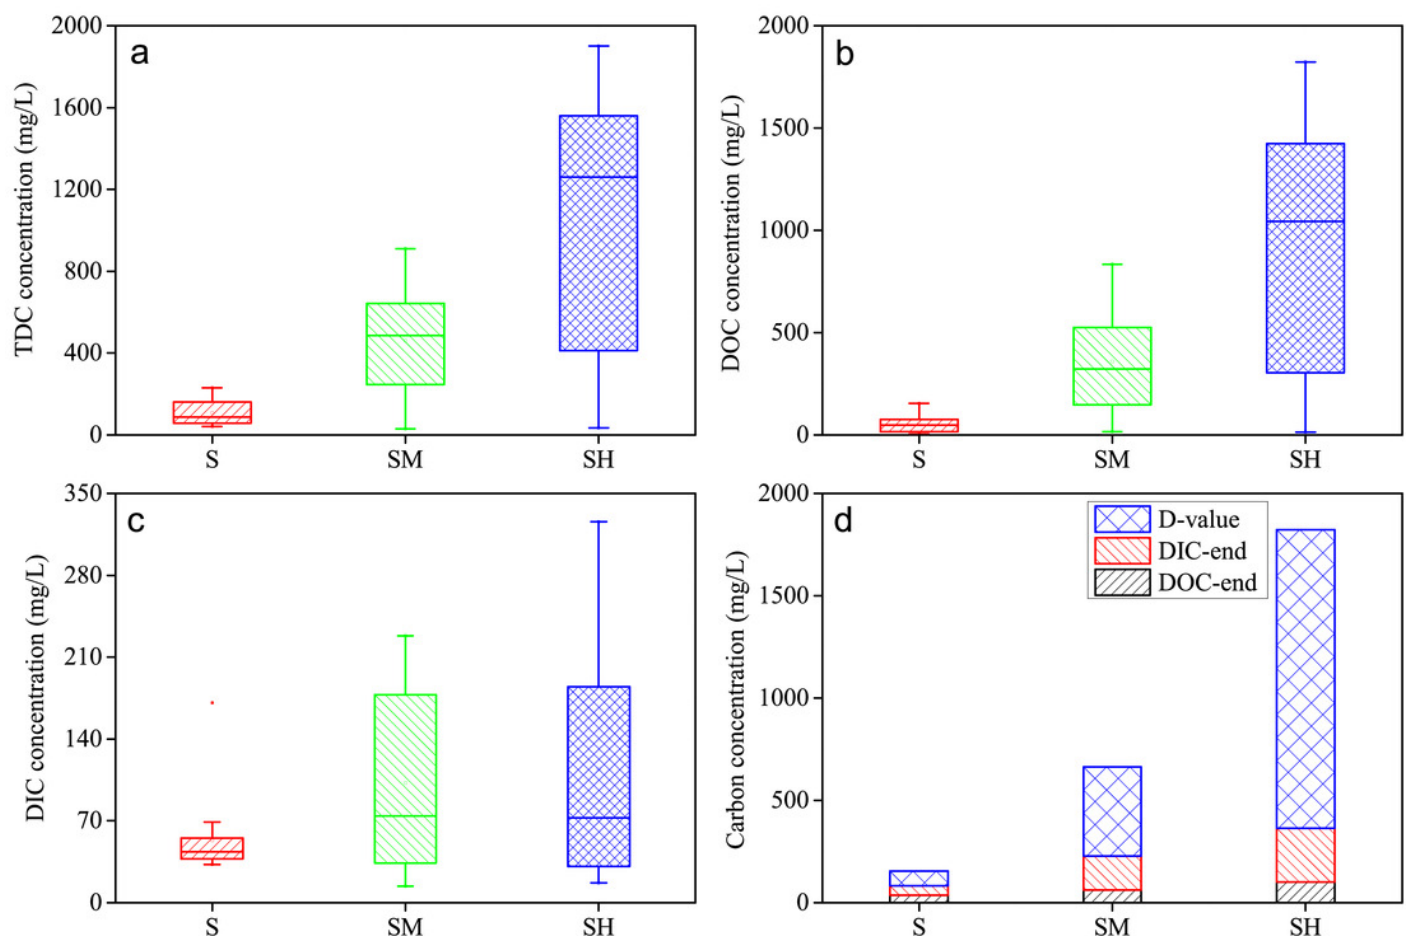 a
TDC concentration (mg/L)
2000
1600
1200
800
400
0
S SM SH
b
DOC concentration (mg/L)
2000
1500
1000
500
0
S SM SH
c
DIC concentration (mg/L)
350
280
210
140
70
0
S SM SH
d
Carbon concentration (mg/L)
2000
1500
1000
500
0
D-value
DIC-end
DOC-end
S SM SH